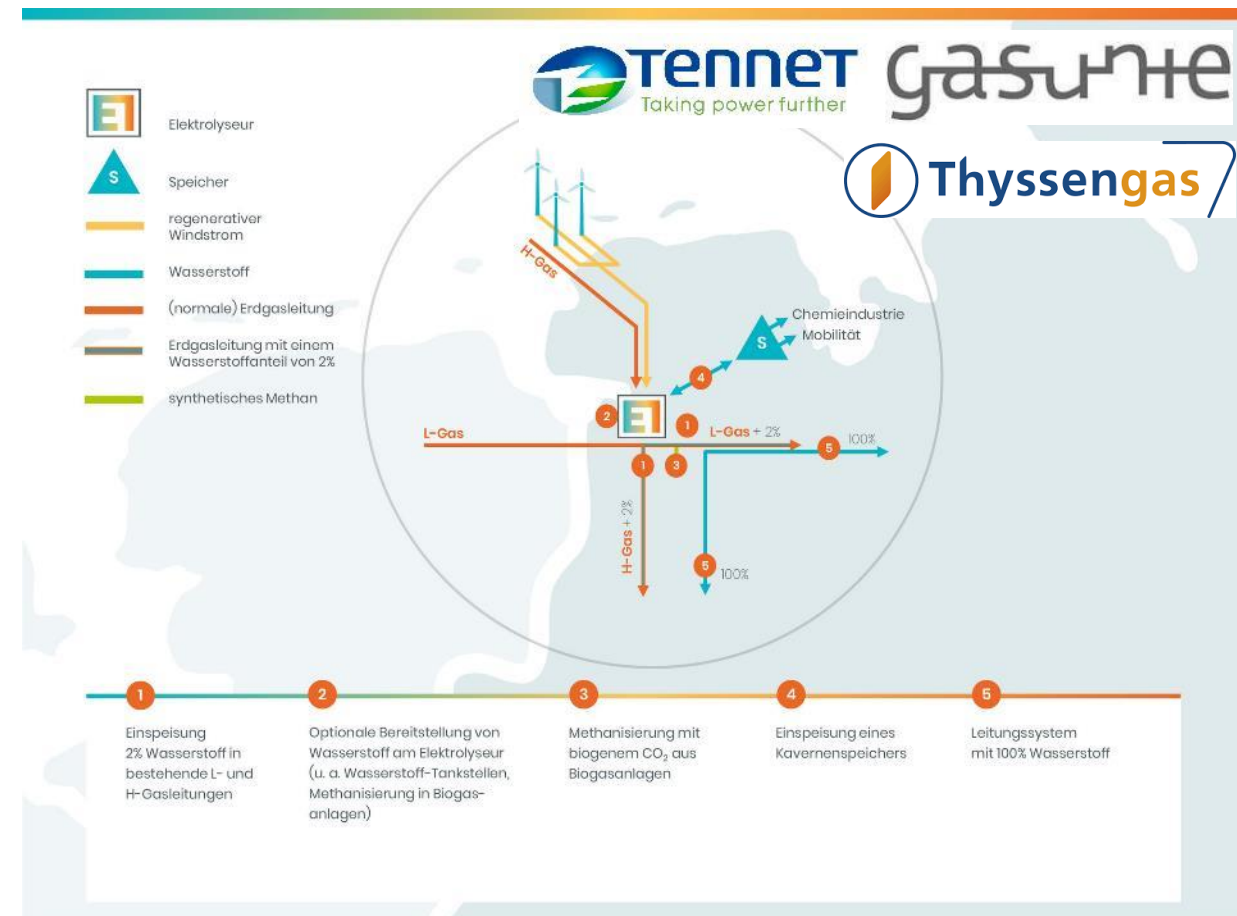 TenneT
Taking power further
gasunie
Thyssengas
E1
Elektrolyseur
S
Speicher
regenerativer
Windstrom
Wasserstoff
(normale) Erdgasleitung
Erdgasleitung mit einem
Wasserstoffanteil von 2%
synthetisches Methan
H-Gas
Chemieindustrie
Mobilität
S
4
2
E1
1
L-Gas
L-Gas + 2%
5
100%
1
3
H-Gas + 2%
5
100%
1
2
3
4
5
Einspeisung
2% Wasserstoff in
bestehende L- und
H-Gasleitungen
Optionale Bereitstellung von
Wasserstoff am Elektrolyseur
(u. a. Wasserstoff-Tankstellen,
Methanisierung in Biogas-
anlagen)
Methanisierung mit
biogenem CO₂ aus
Biogasanlagen
Einspeisung eines
Kavernenspeichers
Leitungssystem
mit 100% Wasserstoff